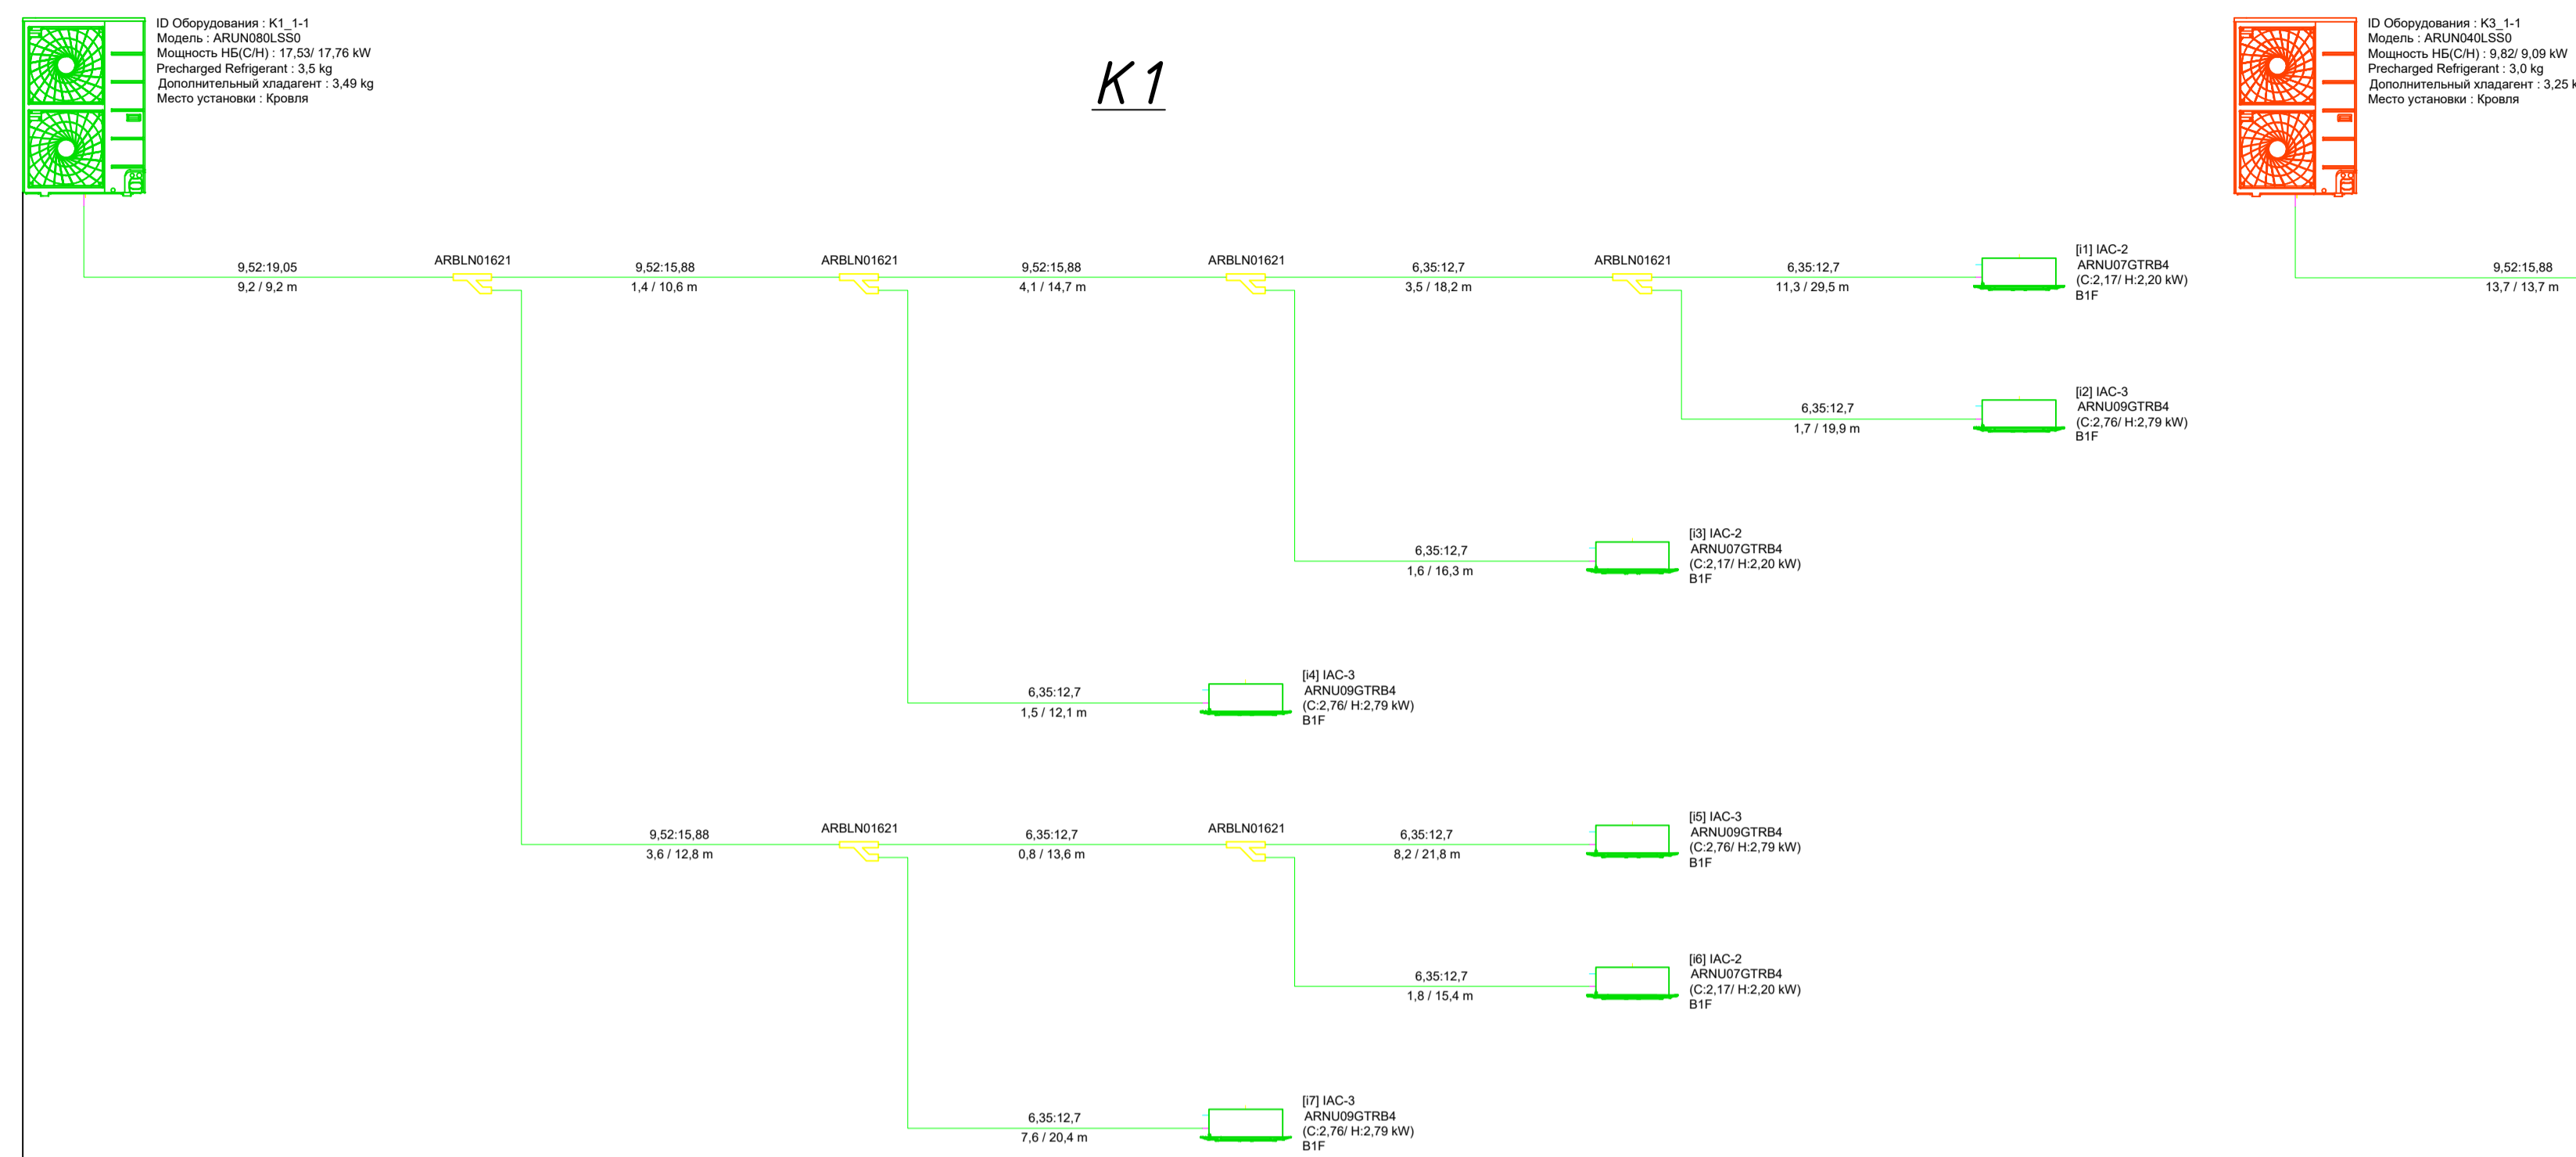 ID Оборудования : K1_1-1
Модель : ARUN080LSS0
Мощность НБ(C/H) : 17,53/ 17,76 kW
Precharged Refrigerant : 3,5 kg
Дополнительный хладагент : 3,49 kg
Место установки : Кровля
K1
ID Оборудования : K3_1-1
Модель : ARUN040LSS0
Мощность НБ(C/H) : 9,82/ 9,09 kW
Precharged Refrigerant : 3,0 kg
Дополнительный хладагент : 3,25
Место установки : Кровля
9,52:19,05
9,2 / 9,2 m
ARBLN01621
9,52:15,88
1,4 / 10,6 m
ARBLN01621
9,52:15,88
4,1 / 14,7 m
ARBLN01621
6,35:12,7
3,5 / 18,2 m
ARBLN01621
6,35:12,7
11,3 / 29,5 m
[i1] IAC-2
ARNU07GTRB4
(C:2,17/ H:2,20 kW)
B1F
9,52:15,88
13,7 / 13,7 m
6,35:12,7
1,7 / 19,9 m
[i2] IAC-3
ARNU09GTRB4
(C:2,76/ H:2,79 kW)
B1F
6,35:12,7
1,6 / 16,3 m
[i3] IAC-2
ARNU07GTRB4
(C:2,17/ H:2,20 kW)
B1F
6,35:12,7
1,5 / 12,1 m
[i4] IAC-3
ARNU09GTRB4
(C:2,76/ H:2,79 kW)
B1F
9,52:15,88
3,6 / 12,8 m
ARBLN01621
6,35:12,7
0,8 / 13,6 m
ARBLN01621
6,35:12,7
8,2 / 21,8 m
[i5] IAC-3
ARNU09GTRB4
(C:2,76/ H:2,79 kW)
B1F
6,35:12,7
1,8 / 15,4 m
[i6] IAC-2
ARNU07GTRB4
(C:2,17/ H:2,20 kW)
B1F
6,35:12,7
7,6 / 20,4 m
[i7] IAC-3
ARNU09GTRB4
(C:2,76/ H:2,79 kW)
B1F